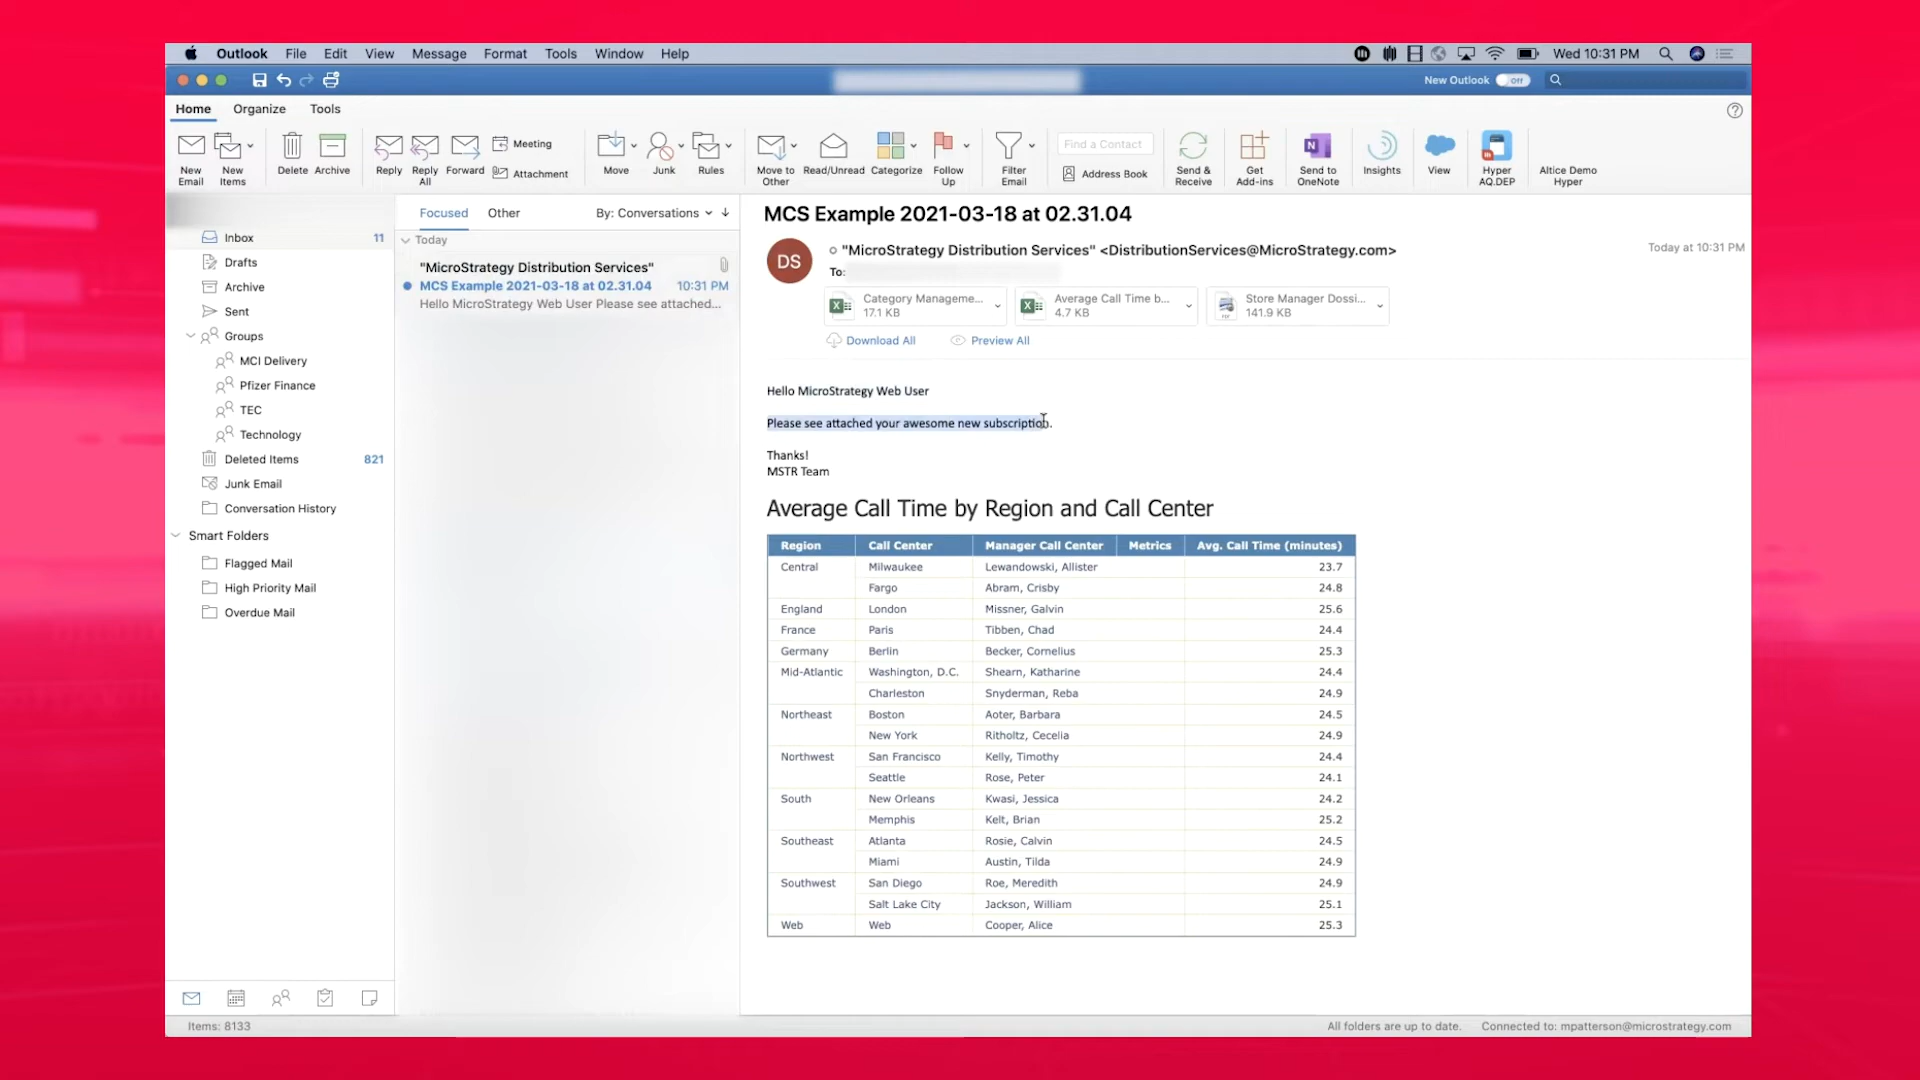 Outlook File Edit View Message Format Tools Window Help
Wed 10:31 PM
New Outlook Off
Home Organize Tools
New Email
New Items
Delete
Archive
Reply
Reply All
Forward
Meeting
Attachment
Move
Junk
Rules
Move to Other
Read/Unread
Categorize
Follow Up
Filter Email
Find a Contact
Address Book
Send & Receive
Get Add-ins
Send to OneNote
Insights
View
Hyper AQ.DEP
Altice Demo Hyper
Inbox 11
Drafts
Archive
Sent
Groups
MCI Delivery
Pfizer Finance
TEC
Technology
Deleted Items 821
Junk Email
Conversation History
Smart Folders
Flagged Mail
High Priority Mail
Overdue Mail
Focused Other By: Conversations
Today
"MicroStrategy Distribution Services"
MCS Example 2021-03-18 at 02.31.04 10:31 PM
Hello MicroStrategy Web User Please see attached...
MCS Example 2021-03-18 at 02.31.04
DS
"MicroStrategy Distribution Services" <DistributionServices@MicroStrategy.com>
Today at 10:31 PM
To:
Category Manageme...
17.1 KB
Average Call Time b...
4.7 KB
Store Manager Dossi...
141.9 KB
Download All Preview All
Hello MicroStrategy Web User
Please see attached your awesome new subscription.
Thanks!
MSTR Team
Average Call Time by Region and Call Center
Region Call Center Manager Call Center Metrics Avg. Call Time (minutes)
Central Milwaukee Lewandowski, Allister 23.7
Fargo Abram, Crisby 24.8
England London Missner, Galvin 25.6
France Paris Tibben, Chad 24.4
Germany Berlin Becker, Cornelius 25.3
Mid-Atlantic Washington, D.C. Shearn, Katharine 24.4
Charleston Snyderman, Reba 24.9
Northeast Boston Aoter, Barbara 24.5
New York Ritholtz, Cecelia 24.9
Northwest San Francisco Kelly, Timothy 24.4
Seattle Rose, Peter 24.1
South New Orleans Kwasi, Jessica 24.2
Memphis Kelt, Brian 25.2
Southeast Atlanta Rosie, Calvin 24.5
Miami Austin, Tilda 24.9
Southwest San Diego Roe, Meredith 24.9
Salt Lake City Jackson, William 25.1
Web Web Cooper, Alice 25.3
Items: 8133
All folders are up to date. Connected to: mpatterson@microstrategy.com